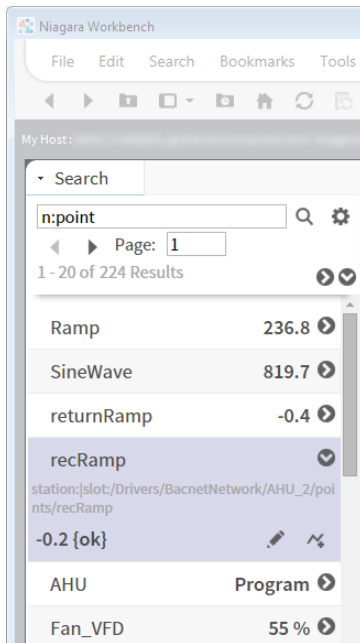 Niagara Workbench
File Edit Search Bookmarks Tools
My Host :
Search
n:point
Page: 1
1 - 20 of 224 Results
Ramp 236.8
SineWave 819.7
returnRamp -0.4
recRamp
station:|slot:/Drivers/BacnetNetwork/AHU_2/poi
nts/recRamp
-0.2 {ok}
AHU Program
Fan_VFD 55 %